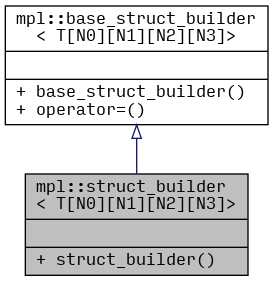 mpl::base_struct_builder
< T[N0][N1][N2][N3]>
+ base_struct_builder()
+ operator=()
mpl::struct_builder
< T[N0][N1][N2][N3]>
+ struct_builder()